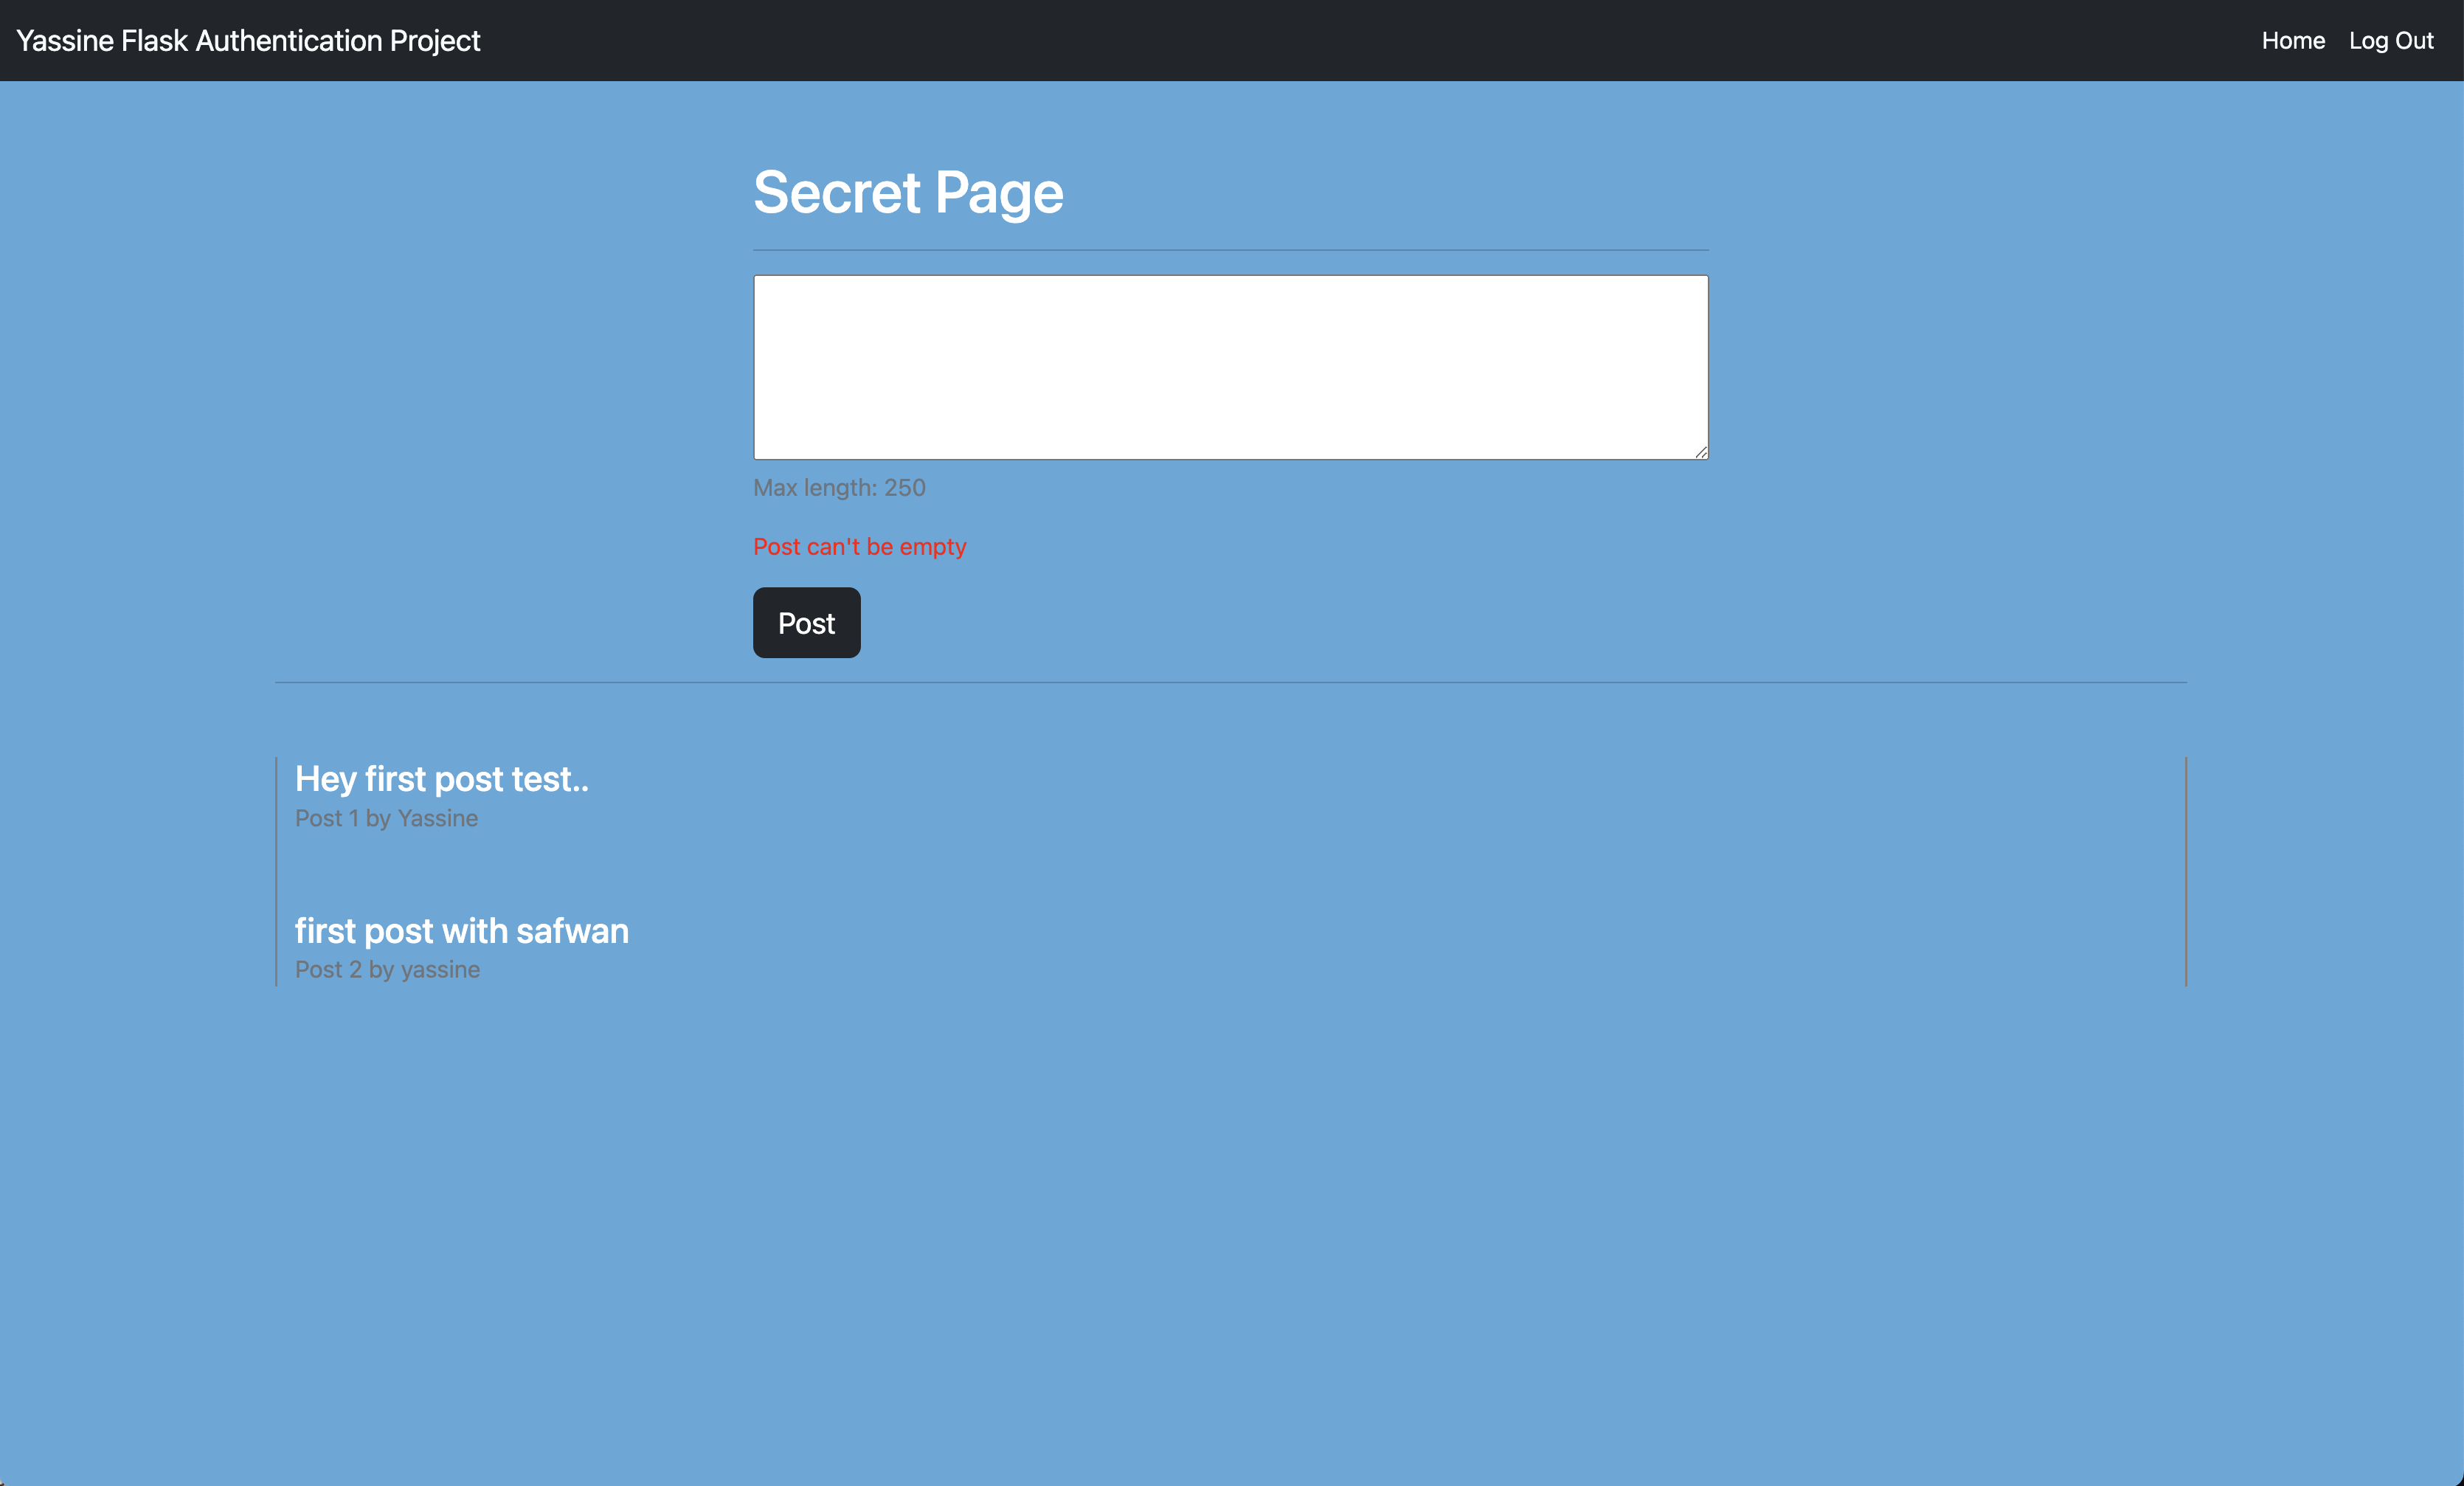 Yassine Flask Authentication Project
Home Log Out
Secret Page
Max length: 250
Post can't be empty
Post
Hey first post test..
Post 1 by Yassine
first post with safwan
Post 2 by yassine